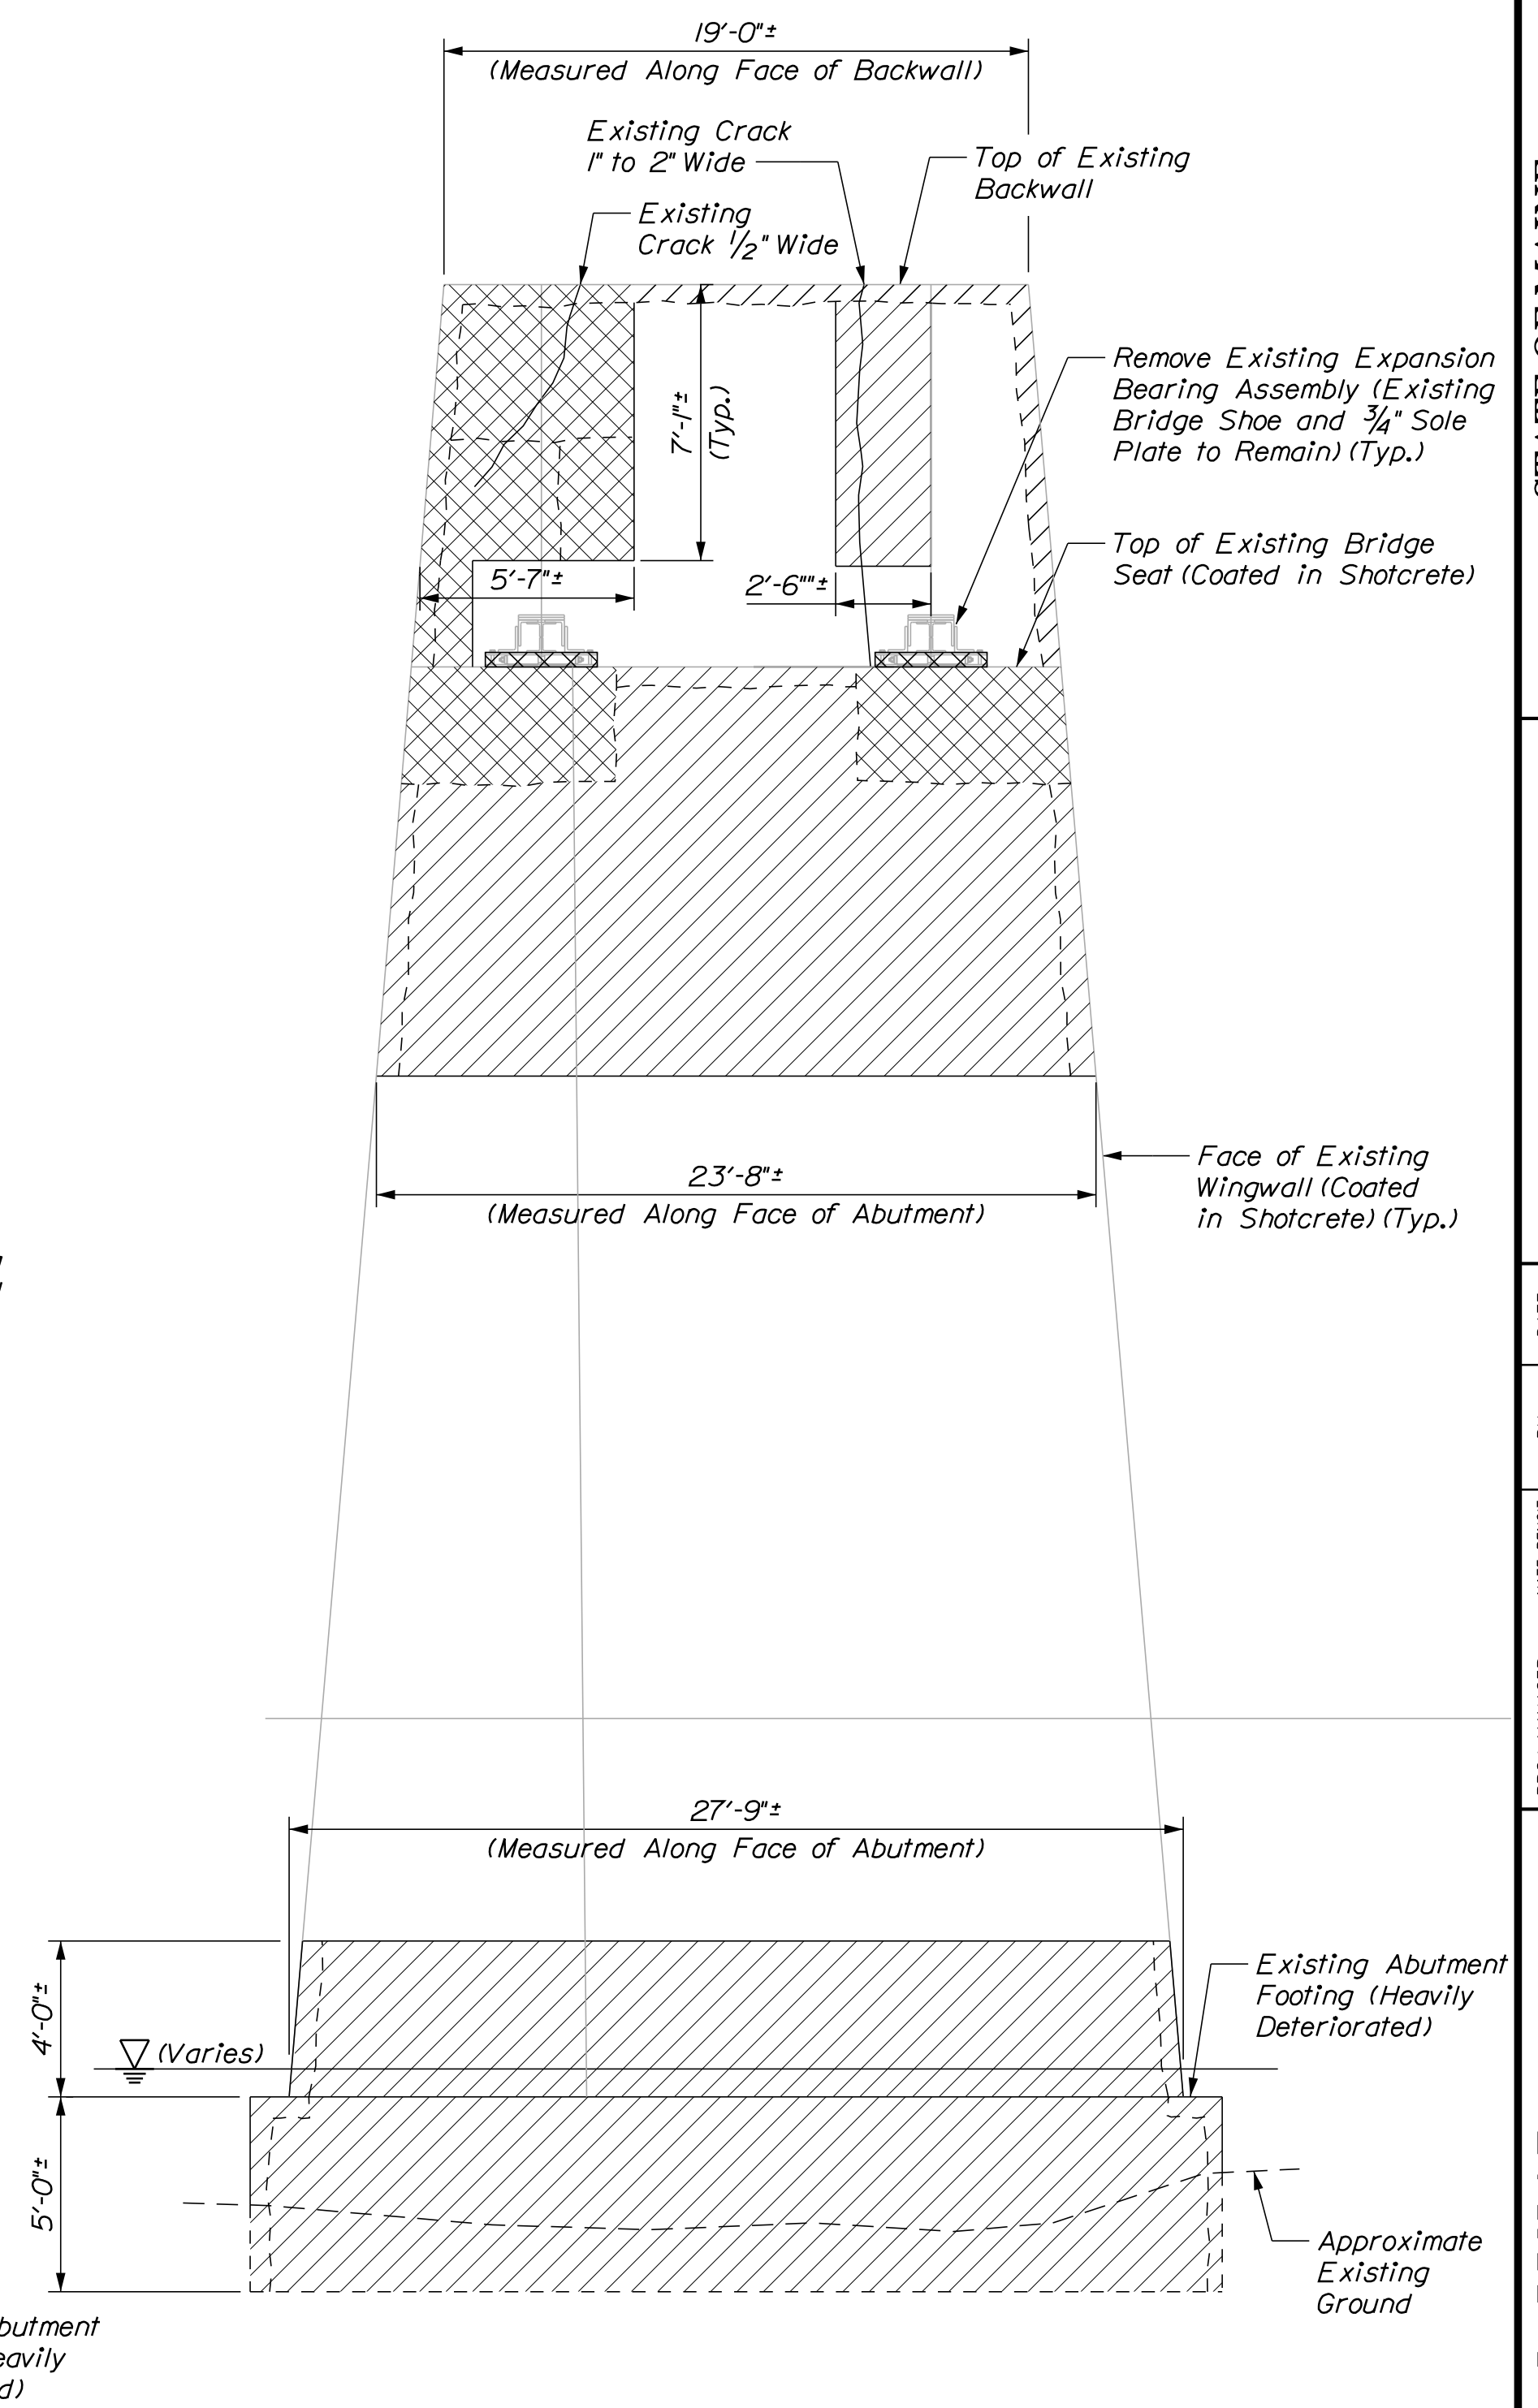 19'-0"±
(Measured Along Face of Backwall)
Existing Crack
1" to 2" Wide
Top of Existing
Backwall
Existing
Crack 1/2" Wide
7'-1"±
(Typ.)
Remove Existing Expansion
Bearing Assembly (Existing
Bridge Shoe and 3/4" Sole
Plate to Remain) (Typ.)
Top of Existing Bridge
Seat (Coated in Shotcrete)
5'-7"±
2'-6""±
23'-8"±
(Measured Along Face of Abutment)
Face of Existing
Wingwall (Coated
in Shotcrete) (Typ.)
27'-9"±
(Measured Along Face of Abutment)
4'-0"±
(Varies)
Existing Abutment
Footing (Heavily
Deteriorated)
5'-0"±
Approximate
Existing
Ground
butment
eavily
d)